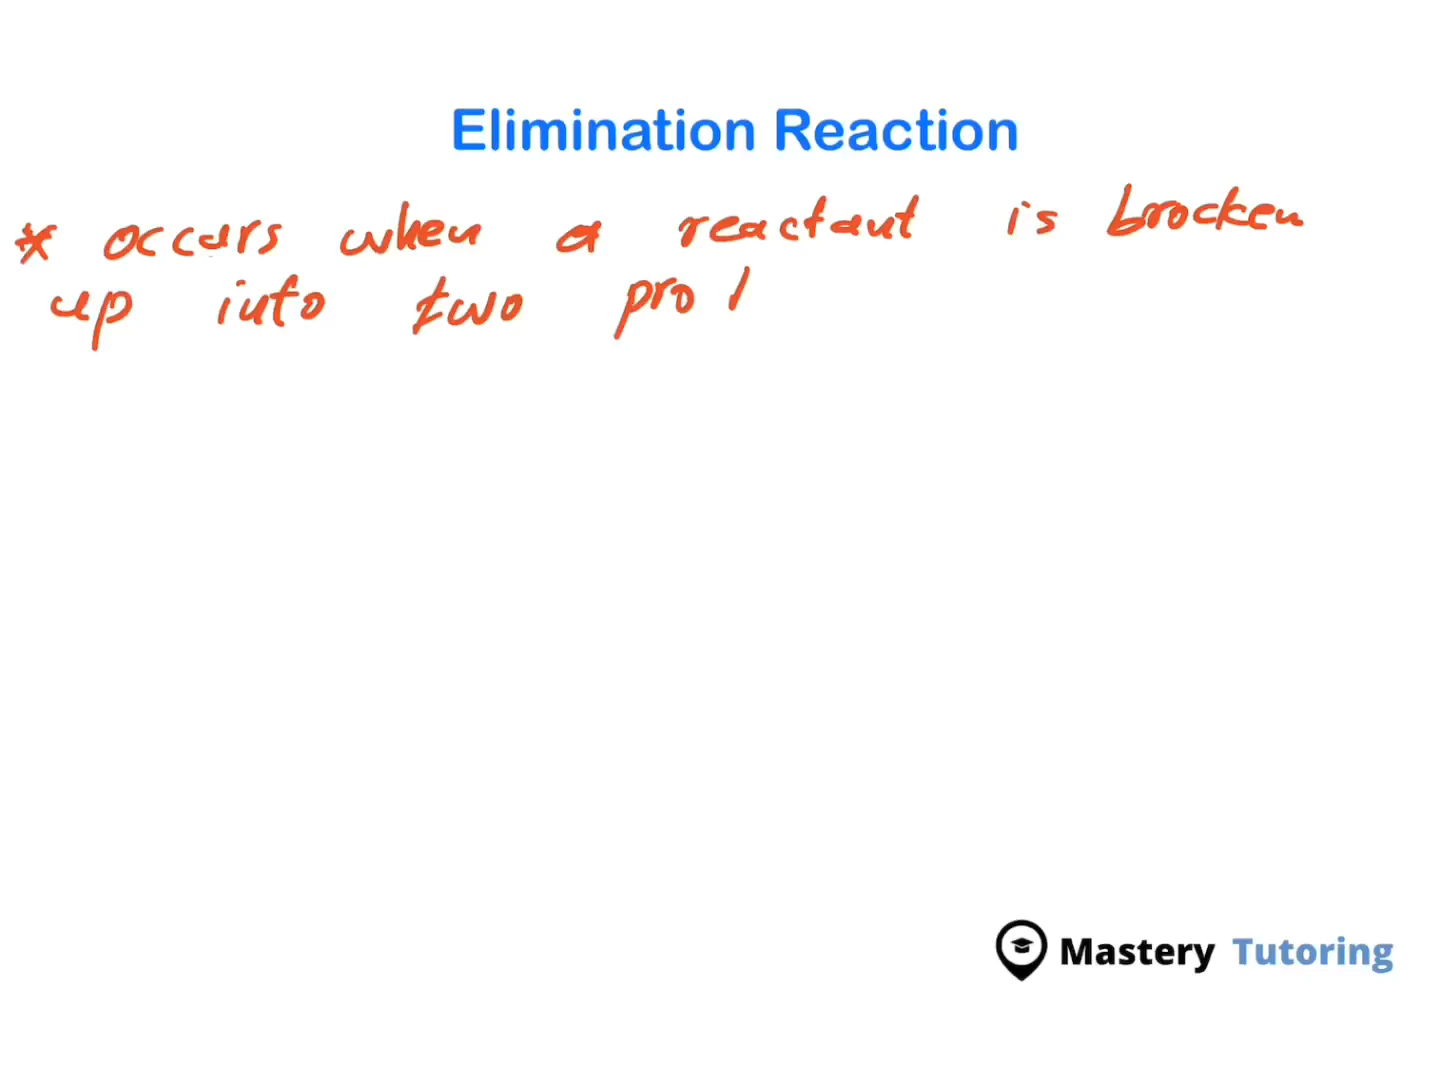 Elimination Reaction
* occurs when a reactant is brocken
up into two pro
Mastery Tutoring